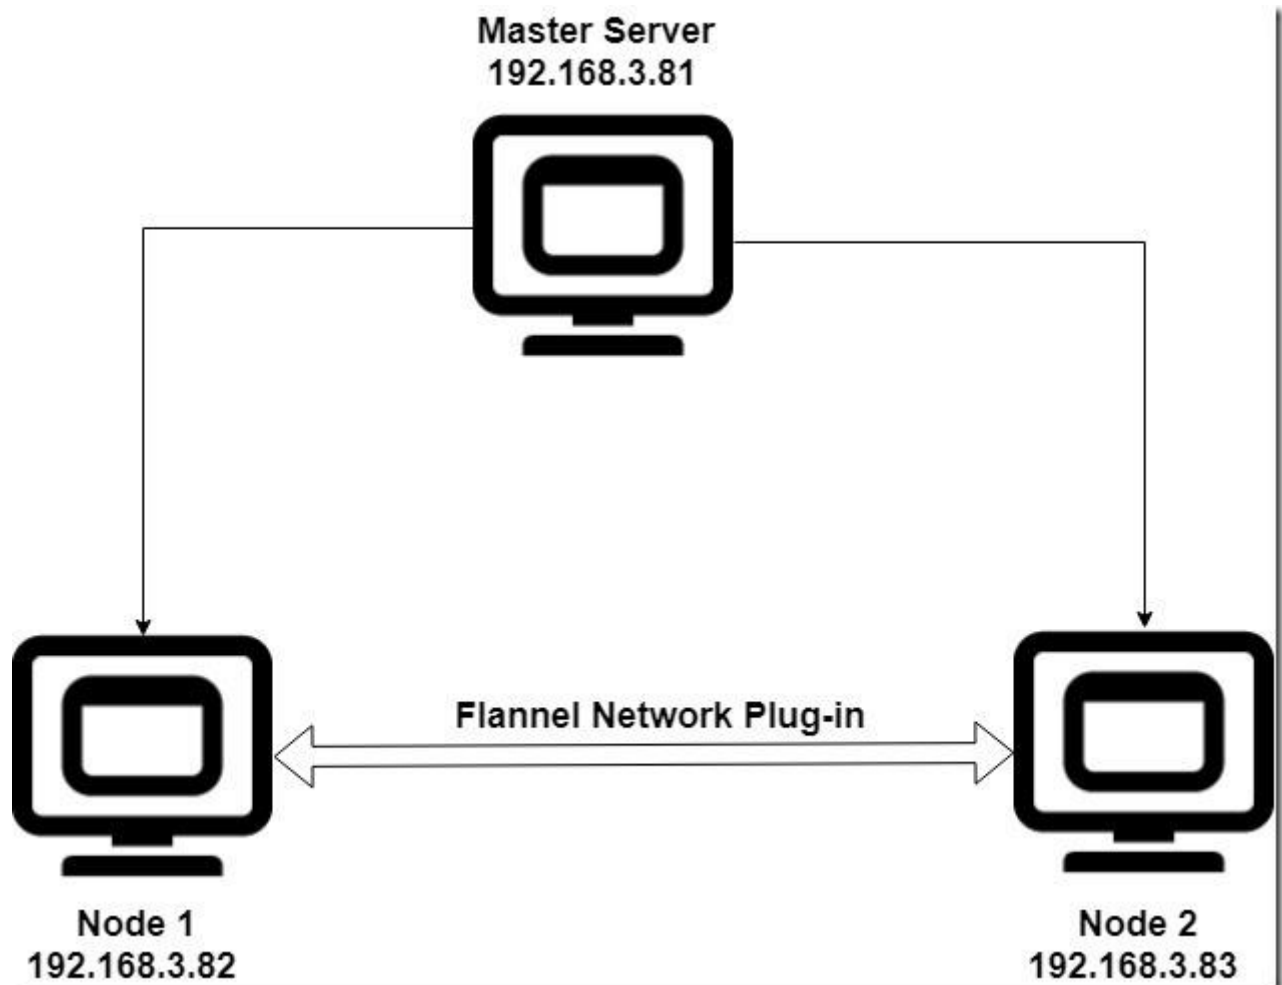 Master Server
192.168.3.81
Flannel Network Plug-in
Node 1
192.168.3.82
Node 2
192.168.3.83